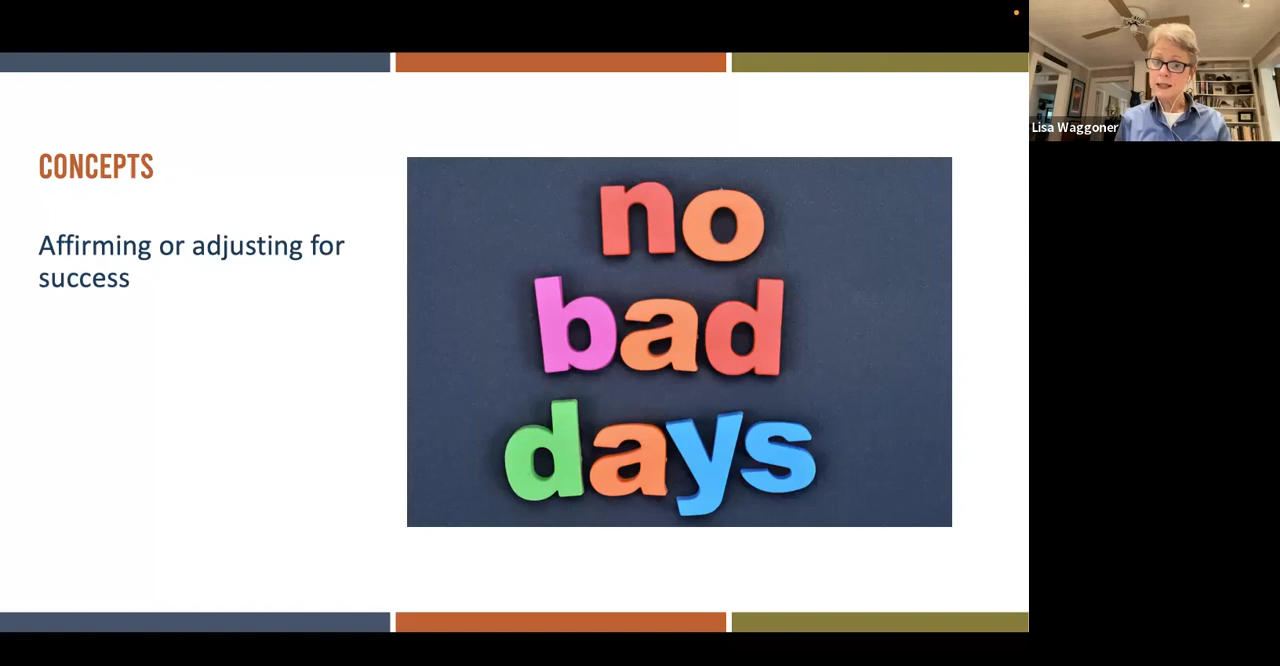 CONCEPTS
Affirming or adjusting for
success
no
bad
days
Lisa Waggoner